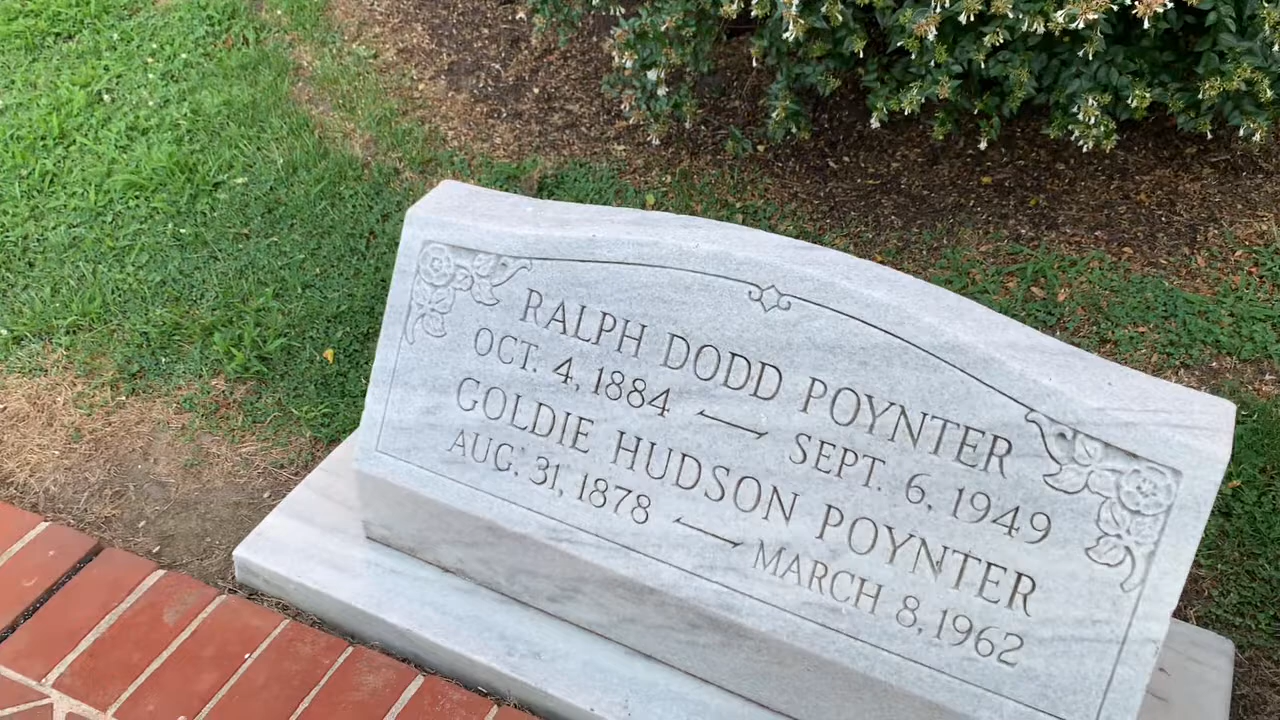 RALPH DODD POYNTER
OCT. 4, 1884 — SEPT. 6, 1949
GOLDIE HUDSON POYNTER
AUG. 31, 1878 — MARCH 8, 1962